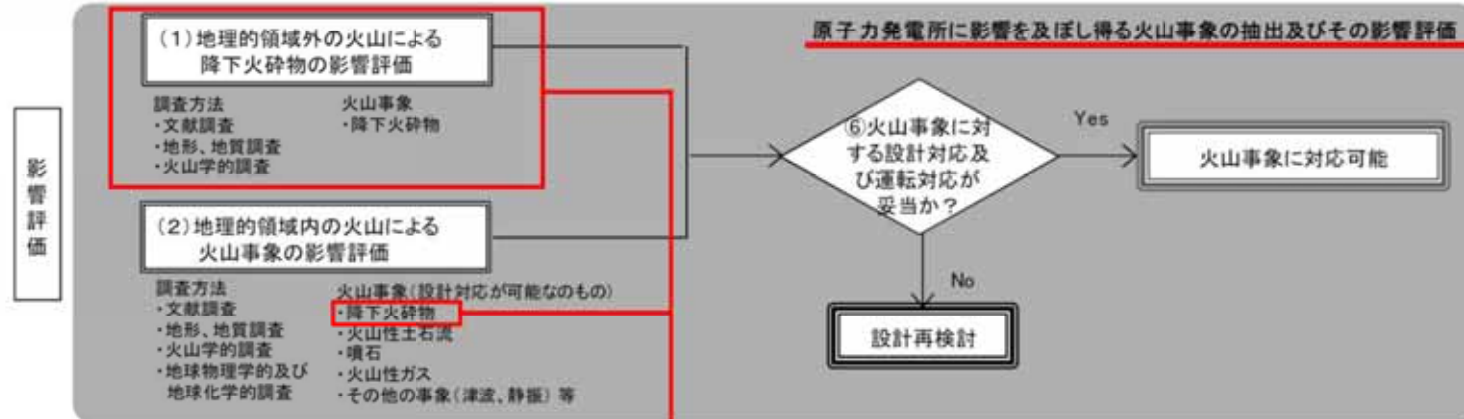 原子力発電所に影響を及ぼし得る火山事象の抽出及びその影響評価
影響評価
(1)地理的領域外の火山による
降下火砕物の影響評価
調査方法
・文献調査
・地形、地質調査
・火山学的調査
火山事象
・降下火砕物
(2)地理的領域内の火山による
火山事象の影響評価
調査方法
・文献調査
・地形、地質調査
・火山学的調査
・地球物理学的及び
地球化学的調査
火山事象(設計対応が可能なのもの)
・降下火砕物
・火山性土石流
・噴石
・火山性ガス
・その他の事象(津波、静振)等
⑥火山事象に対
する設計対応及
び運転対応が
妥当か?
Yes
火山事象に対応可能
No
設計再検討